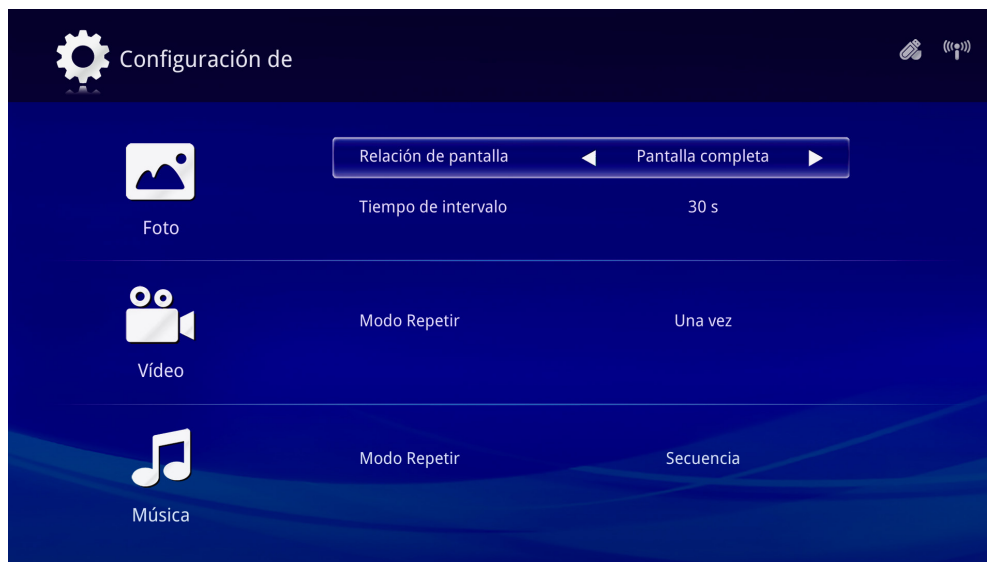 Configuración de
Relación de pantalla Pantalla completa
Tiempo de intervalo 30 s
Foto
Modo Repetir Una vez
Vídeo
Modo Repetir Secuencia
Música